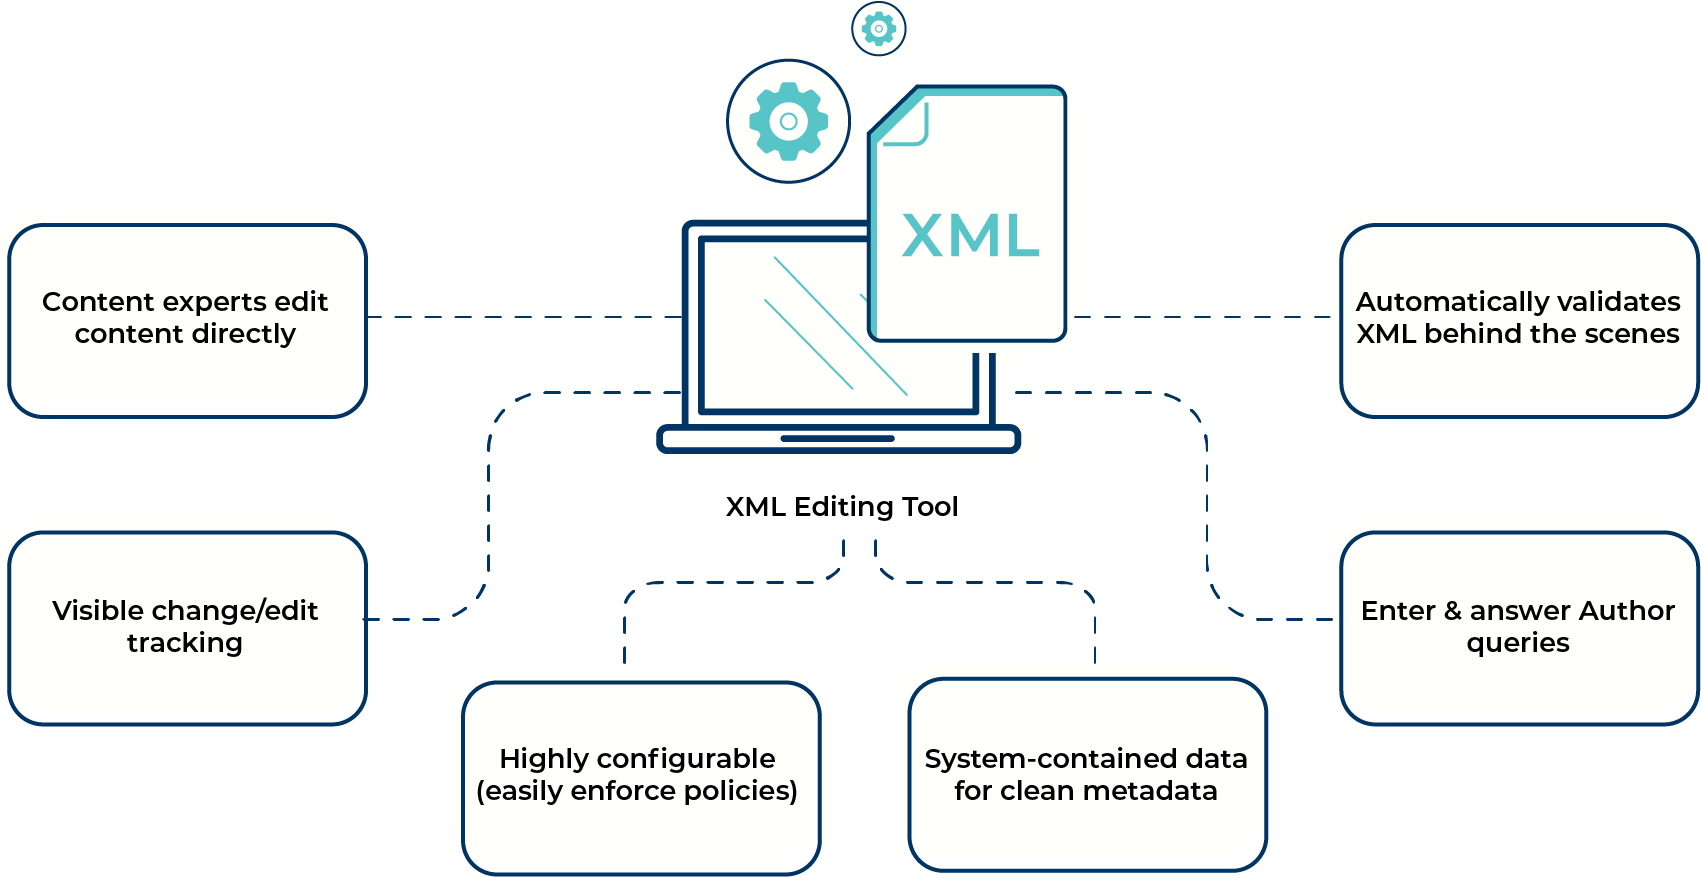 XML
Content experts edit
content directly
Automatically validates
XML behind the scenes
XML Editing Tool
Visible change/edit
tracking
Enter & answer Author
queries
Highly configurable
(easily enforce policies)
System-contained data
for clean metadata